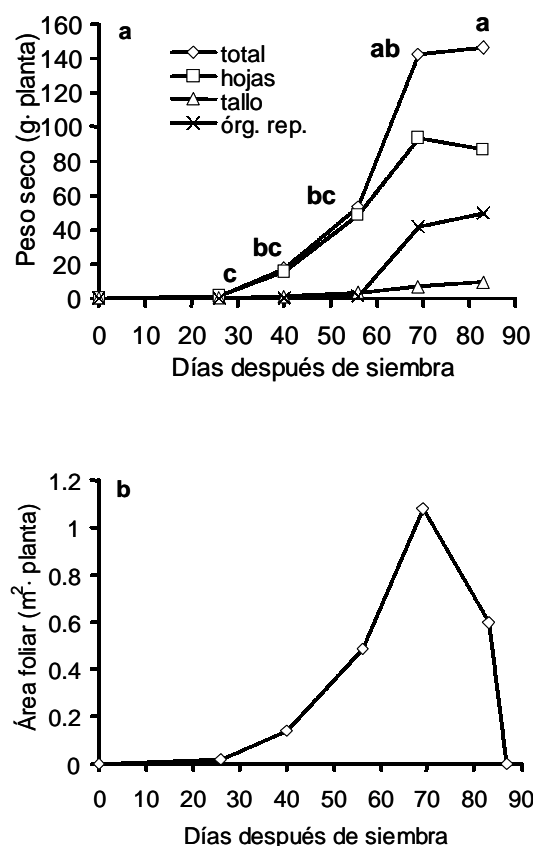 a
total
hojas
tallo
órg. rep.
a
ab
bc
bc
c
160
140
120
100
80
60
40
20
0
Peso seco (g· planta)
0 10 20 30 40 50 60 70 80 90
Días después de siembra
b
1.2
1
0.8
0.6
0.4
0.2
0
Área foliar (m²· planta)
0 10 20 30 40 50 60 70 80 90
Días después de siembra